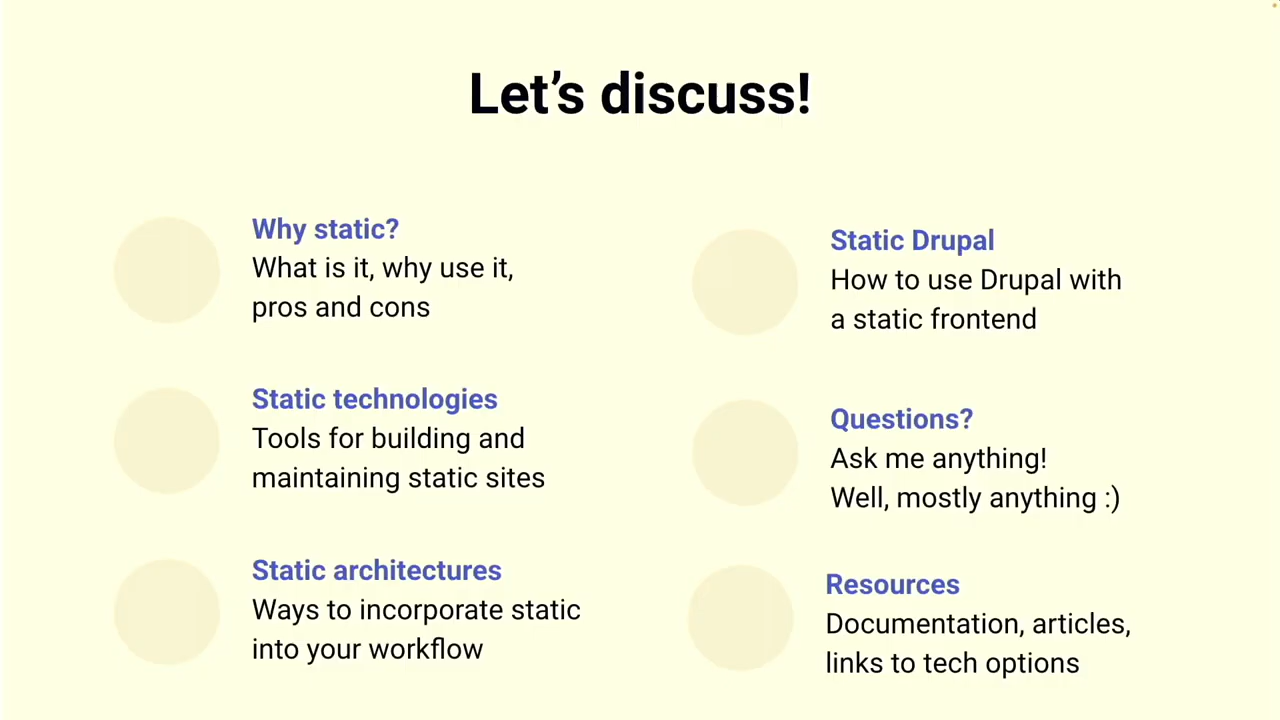 Let’s discuss!
Why static?
What is it, why use it,
pros and cons
Static technologies
Tools for building and
maintaining static sites
Static architectures
Ways to incorporate static
into your workflow
Static Drupal
How to use Drupal with
a static frontend
Questions?
Ask me anything!
Well, mostly anything :)
Resources
Documentation, articles,
links to tech options